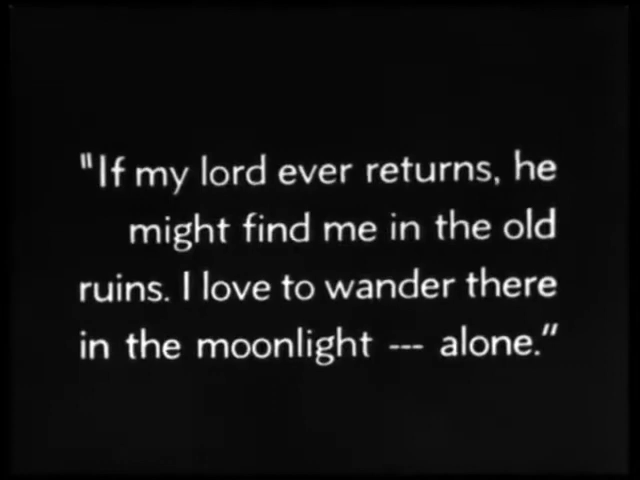 "If my lord ever returns, he
might find me in the old
ruins. I love to wander there
in the moonlight --- alone."